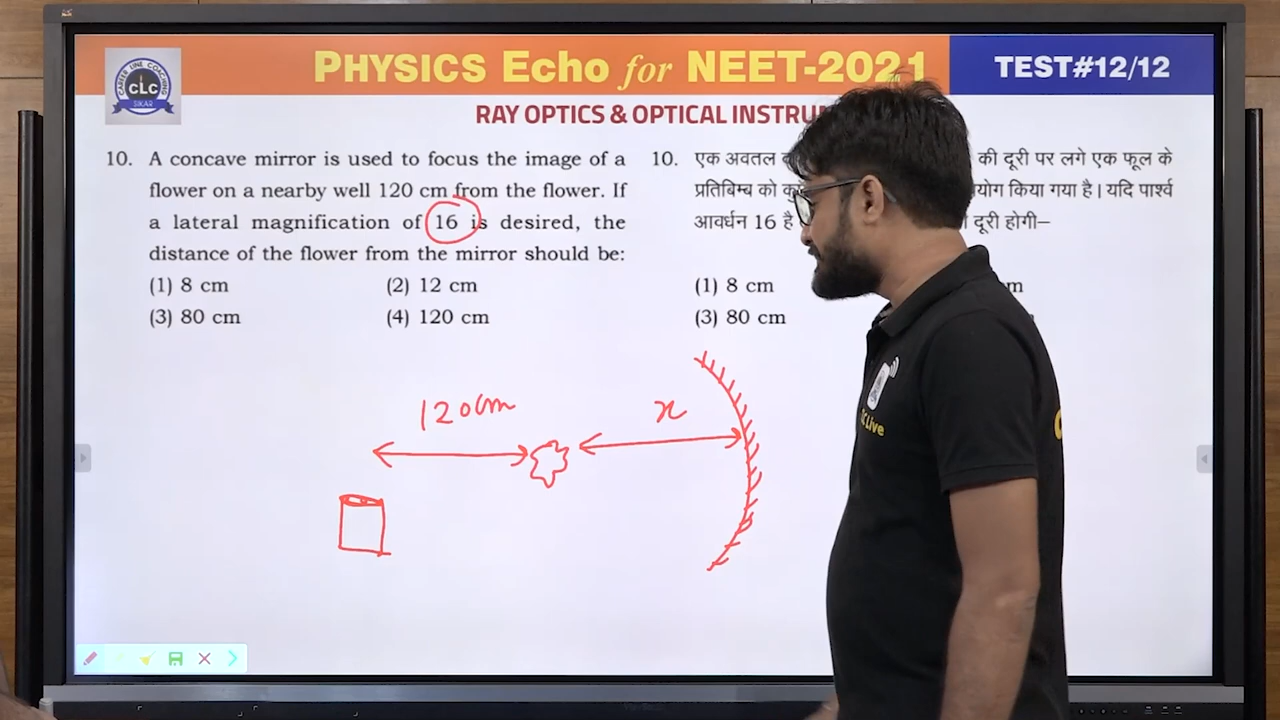 PHYSICS Echo for NEET-2021
TEST#12/12
CAREER LINE COACHING
CLC
SIKAR
RAY OPTICS & OPTICAL
10. A concave mirror is used to focus the image of a
flower on a nearby well 120 cm from the flower. If
a lateral magnification of 16 is desired, the
distance of the flower from the mirror should be:
(1) 8 cm (2) 12 cm
(3) 80 cm (4) 120 cm
10. एक अवतल की दूरी पर लगे एक फूल के
प्रतिबिम्ब को किया गया है। यदि पार्श्व
आवर्धन 16 है दूरी होगी–
(1) 8 cm
(3) 80 cm
120cm
x
Live